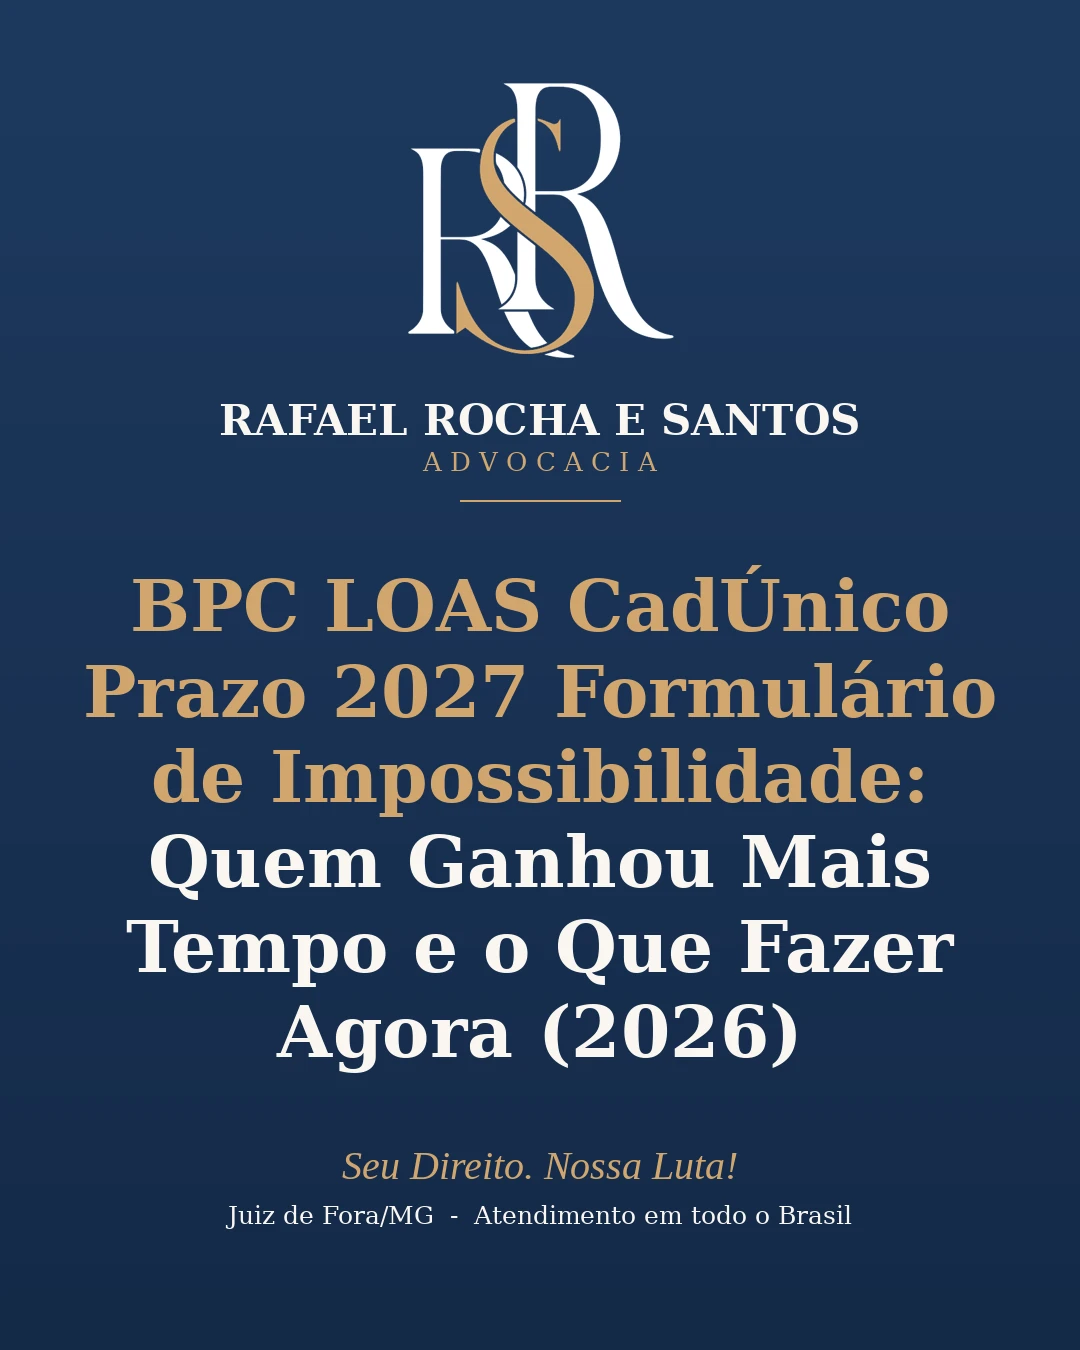 RSR
RAFAEL ROCHA E SANTOS
ADVOCACIA
BPC LOAS CadÚnico
Prazo 2027 Formulário
de Impossibilidade:
Quem Ganhou Mais
Tempo e o Que Fazer
Agora (2026)
Seu Direito. Nossa Luta!
Juiz de Fora/MG - Atendimento em todo o Brasil